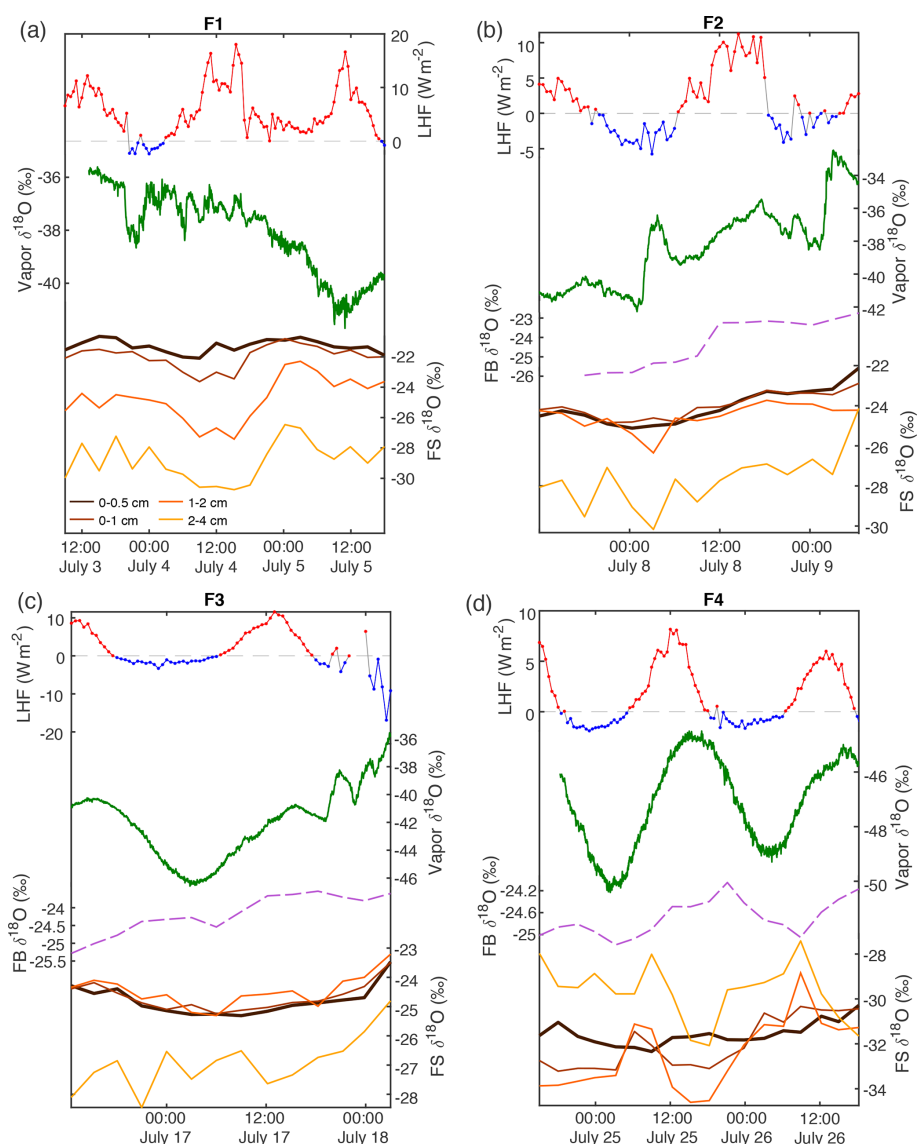 (a)
F1
20
10
0
LHF (W m⁻²)
-36
-38
-40
Vapor δ¹⁸O (‰)
-22
-24
-26
-28
-30
FS δ¹⁸O (‰)
0-0.5 cm
1-2 cm
0-1 cm
2-4 cm
12:00 00:00 12:00 00:00 12:00
July 3 July 4 July 4 July 5 July 5
(b)
F2
10
5
0
-5
LHF (W m⁻²)
-34
-36
-38
-40
-42
Vapor δ¹⁸O (‰)
-23
-24
-25
-26
FB δ¹⁸O (‰)
-22
-24
-26
-28
-30
FS δ¹⁸O (‰)
00:00 12:00 00:00
July 8 July 8 July 9
(c)
F3
10
0
-10
-20
LHF (W m⁻²)
-36
-38
-40
-42
-44
-46
Vapor δ¹⁸O (‰)
-24
-24.5
-25
-25.5
FB δ¹⁸O (‰)
-23
-24
-25
-26
-27
-28
FS δ¹⁸O (‰)
00:00 12:00 00:00
July 17 July 17 July 18
(d)
F4
10
5
0
LHF (W m⁻²)
-46
-48
-50
Vapor δ¹⁸O (‰)
-24.2
-24.6
-25
FB δ¹⁸O (‰)
-28
-30
-32
-34
FS δ¹⁸O (‰)
00:00 12:00 00:00 12:00
July 25 July 25 July 26 July 26